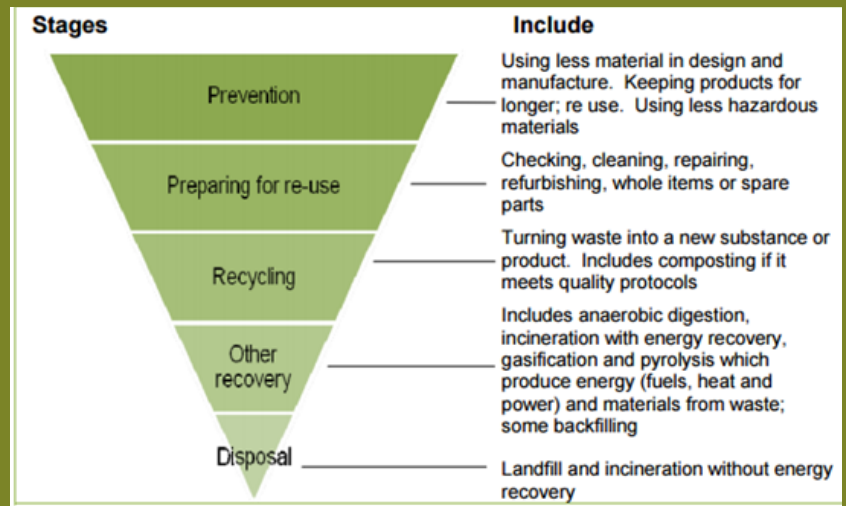 Stages
Include
Prevention
Using less material in design and
manufacture. Keeping products for
longer; re use. Using less hazardous
materials
Preparing for re-use
Checking, cleaning, repairing,
refurbishing, whole items or spare
parts
Recycling
Turning waste into a new substance or
product. Includes composting if it
meets quality protocols
Other
recovery
Includes anaerobic digestion,
incineration with energy recovery,
gasification and pyrolysis which
produce energy (fuels, heat and
power) and materials from waste;
some backfilling
Disposal
Landfill and incineration without energy
recovery